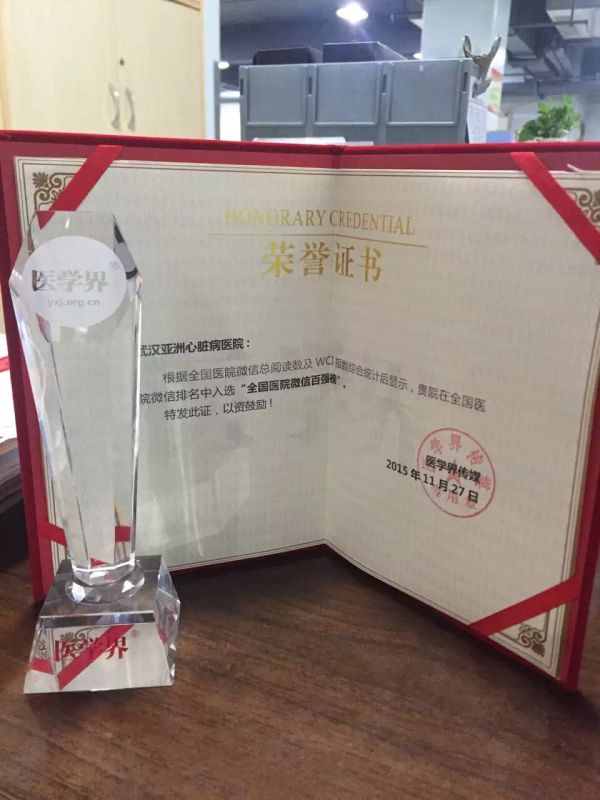 HONORARY CREDENTIAL
荣誉证书
医学界®
yzj.org.cn
武汉亚洲心脏病医院：
根据全国医院微信总阅读数及 WCI 指数综合统计后显示，贵院在全国医
院微信排名中入选“全国医院微信百强榜”，
特发此证，以资鼓励！
医学界传媒
2015年11月27日
医学界®